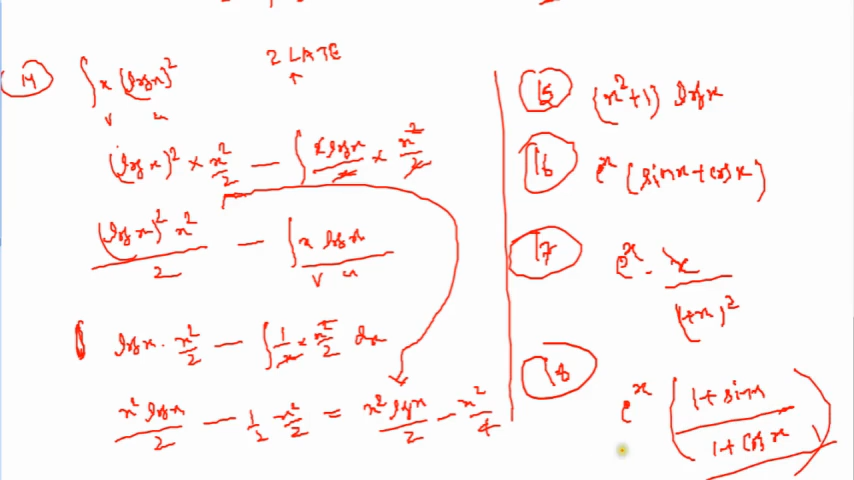 14
∫ x (log x)²
v u
2 LATE
↑
(log x)² × x²/2 — ∫ 2 log x / x × x²/2
(log x)² x² / 2 — ∫ x log x
v u
log x · x²/2 — ∫ 1/x × x²/2 dx
x² log x / 2 — 1/2 x²/2 = x² log x / 2 — x²/4
15 (x²+1) log x
16 eˣ (sin x + cos x)
17 eˣ · x / (1+x)²
18 eˣ ( 1 + sin x / 1 + cos x )